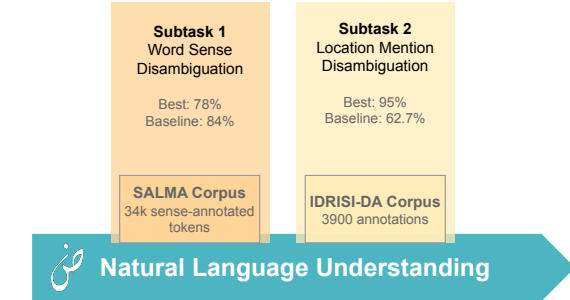 Subtask 1
Word Sense
Disambiguation
Best: 78%
Baseline: 84%
SALMA Corpus
34k sense-annotated
tokens
Subtask 2
Location Mention
Disambiguation
Best: 95%
Baseline: 62.7%
IDRISI-DA Corpus
3900 annotations
ض
Natural Language Understanding